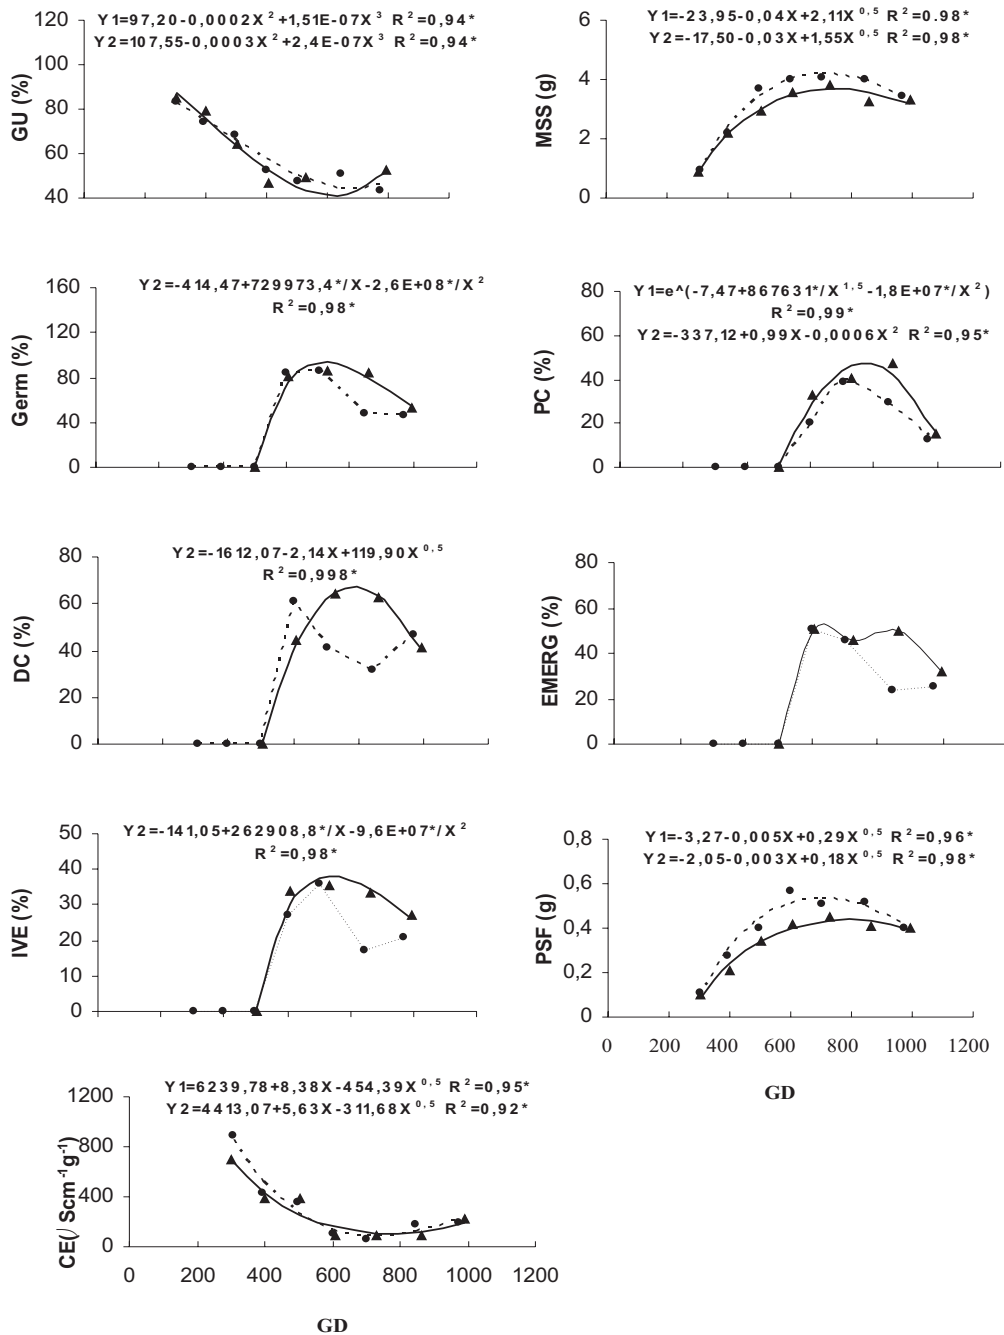 Y1=97,20-0,0002X²+1,51E-07X³ R²=0,94*
Y2=107,55-0,0003X²+2,4E-07X³ R²=0,94*
GU (%)
120
100
80
60
40
Y1=-23,95-0,04X+2,11X^0,5 R²=0.98*
Y2=-17,50-0,03X+1,55X^0,5 R²=0,98*
MSS (g)
6
4
2
0
Y2=-414,47+729973,4*/X-2,6E+08*/X²
R²=0,98*
Germ (%)
160
120
80
40
0
Y1=e^(-7,47+867631*/X^1,5-1,8E+07*/X²)
R²=0,99*
Y2=-337,12+0,99X-0,0006X² R²=0,95*
PC (%)
80
60
40
20
0
Y2=-1612,07-2,14X+119,90X^0,5
R²=0,998*
DC (%)
80
60
40
20
0
EMERG (%)
80
60
40
20
0
Y2=-141,05+262908,8*/X-9,6E+07*/X²
R²=0,98*
IVE (%)
50
40
30
20
10
0
Y1=-3,27-0,005X+0,29X^0,5 R²=0,96*
Y2=-2,05-0,003X+0,18X^0,5 R²=0,98*
PSF (g)
0,8
0,6
0,4
0,2
0
0 200 400 600 800 1000 1200
GD
Y1=6239,78+8,38X-454,39X^0,5 R²=0,95*
Y2=4413,07+5,63X-311,68X^0,5 R²=0,92*
CE( Scm⁻¹g⁻¹)
1200
800
400
0
0 200 400 600 800 1000 1200
GD